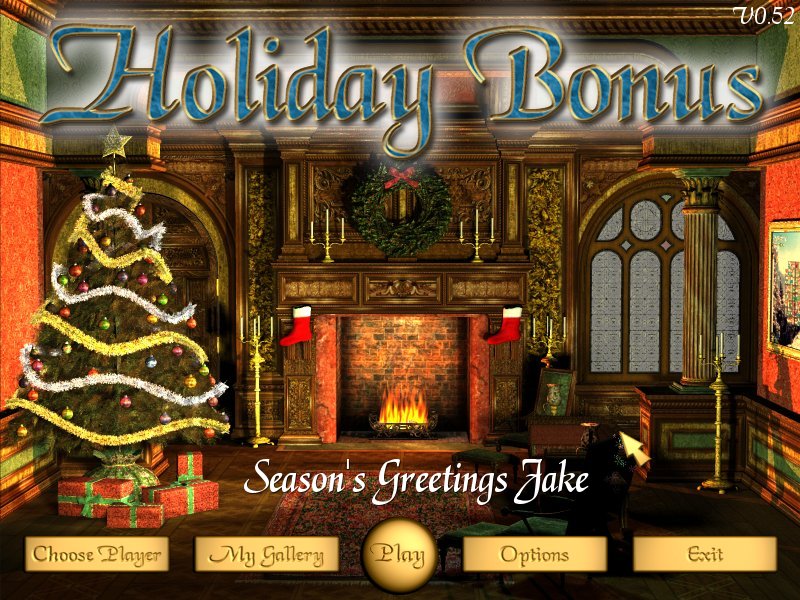 V0.52
Holiday Bonus
Season's Greetings Jake
Choose Player
My Gallery
Play
Options
Exit